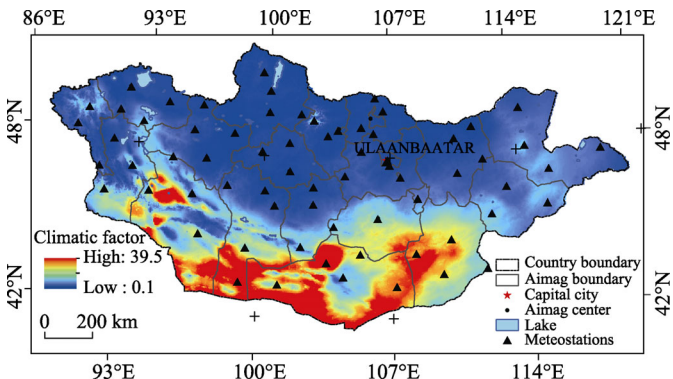 86°E 93°E 100°E 107°E 114°E 121°E
48°N 48°N
ULAANBAATAR
Climatic factor
High: 39.5
Low : 0.1
42°N 42°N
0 200 km
Country boundary
Aimag boundary
Capital city
Aimag center
Lake
Meteostations
93°E 100°E 107°E 114°E